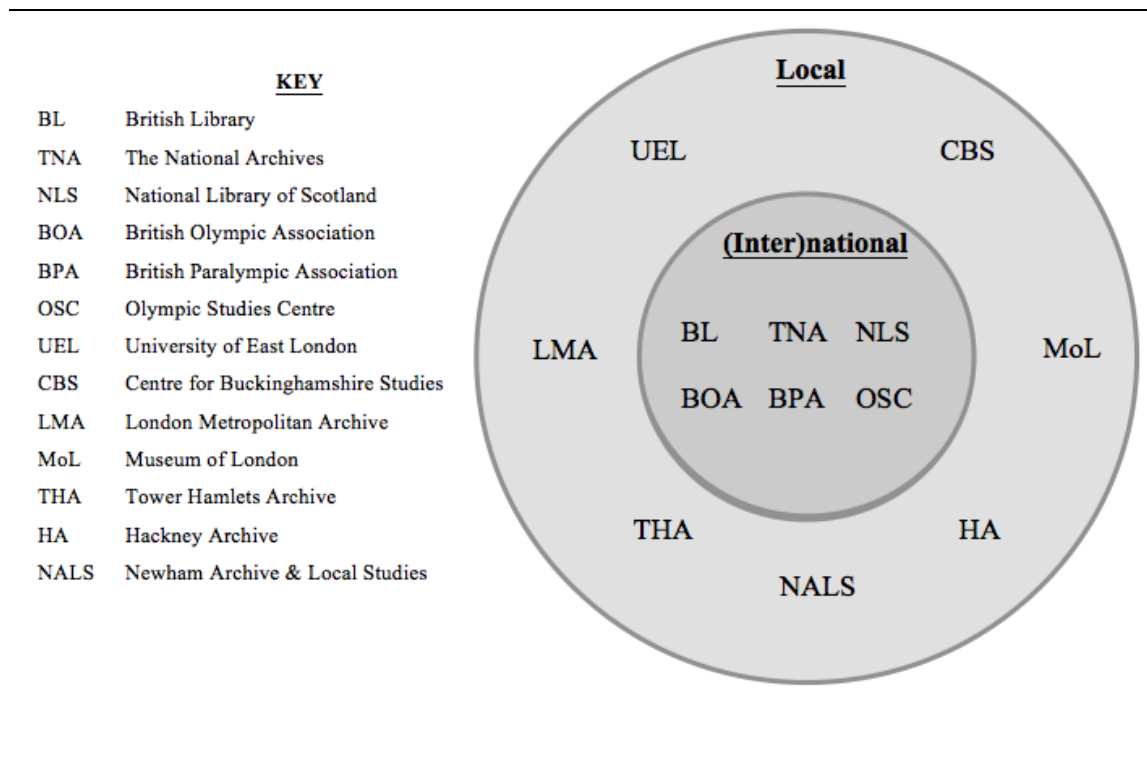 KEY
BL British Library
TNA The National Archives
NLS National Library of Scotland
BOA British Olympic Association
BPA British Paralympic Association
OSC Olympic Studies Centre
UEL University of East London
CBS Centre for Buckinghamshire Studies
LMA London Metropolitan Archive
MoL Museum of London
THA Tower Hamlets Archive
HA Hackney Archive
NALS Newham Archive & Local Studies
Local
UEL CBS
(Inter)national
BL TNA NLS
LMA MoL
BOA BPA OSC
THA HA
NALS